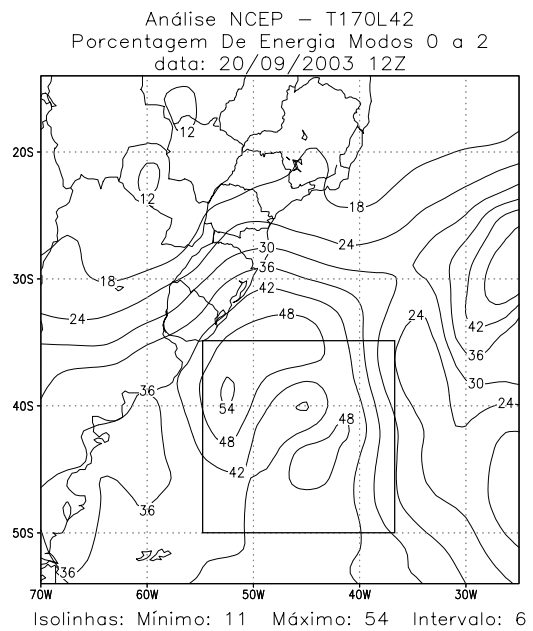 Análise NCEP – T170L42
Porcentagem De Energia Modos 0 a 2
data: 20/09/2003 12Z
12
20S
12
18
24
30
18
30S
36
42
24
48
24
42
36
36
30
54
24
40S
48
48
42
36
50S
36
70W 60W 50W 40W 30W
Isolinhas: Mínimo: 11 Máximo: 54 Intervalo: 6